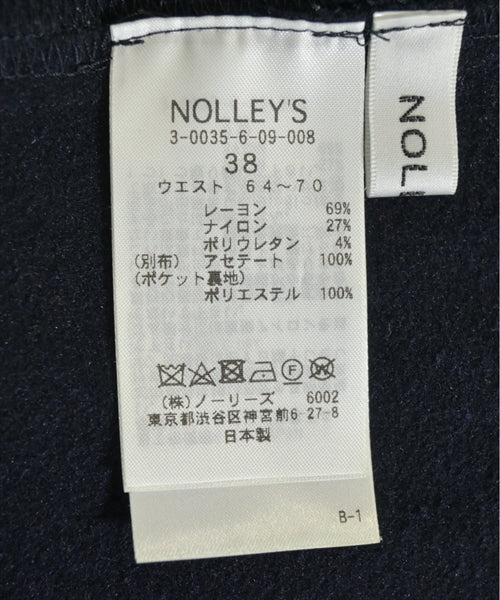 NOLLEY'S
3-0035-6-09-008
38
ウエスト 64〜70
レーヨン 69%
ナイロン 27%
ポリウレタン 4%
(別布) アセテート 100%
(ポケット裏地)
ポリエステル 100%
F W
(株)ノーリーズ 6002
東京都渋谷区神宮前6-27-8
日本製
B-1
NOLL